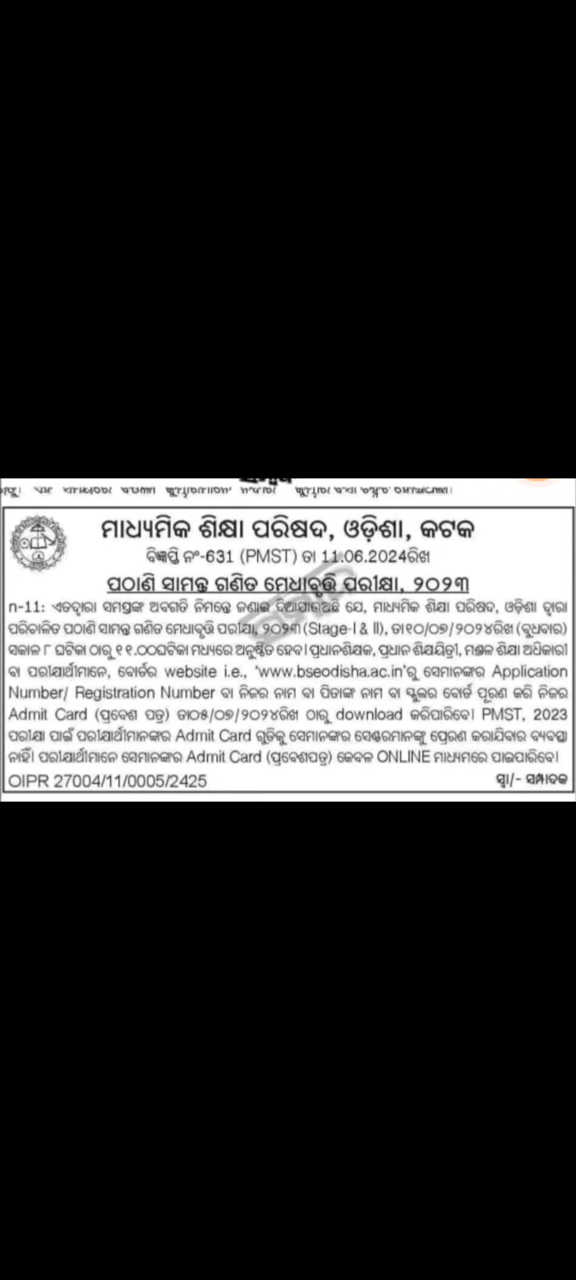 ମାଧ୍ୟମିକ ଶିକ୍ଷା ପରିଷଦ, ଓଡ଼ିଶା, କଟକ
ବିଜ୍ଞପ୍ତି ନଂ-631 (PMST) ତା 11.06.2024ରିଖ
ପଠାଣି ସାମନ୍ତ ଗଣିତ ମେଧାବୃତ୍ତି ପରୀକ୍ଷା, ୨୦୨୩
n-11: ଏତଦ୍ଵାରା ସମସ୍ତଙ୍କ ଅବଗତି ନିମନ୍ତେ ଜଣାଇ ଦିଆଯାଉଅଛି ଯେ, ମାଧ୍ୟମିକ ଶିକ୍ଷା ପରିଷଦ, ଓଡ଼ିଶା ଦ୍ଵାରା
ପରିଚାଳିତ ପଠାଣି ସାମନ୍ତ ଗଣିତ ମେଧାବୃତ୍ତି ପରୀକ୍ଷା, ୨୦୨୩ (Stage-I & II), ତା୧୦/୦୭/୨୦୨୪ରିଖ (ବୁଧବାର)
ସକାଳ ୮ ଘଟିକା ଠାରୁ ୧୧.୦୦ଘଟିକା ମଧ୍ୟରେ ଅନୁଷ୍ଠିତ ହେବ। ପ୍ରଧାନଶିକ୍ଷକ, ପ୍ରଧାନ ଶିକ୍ଷୟିତ୍ରୀ, ମଣ୍ଡଳ ଶିକ୍ଷା ଅଧିକାରୀ
ବା ପରୀକ୍ଷାର୍ଥୀମାନେ, ବୋର୍ଡର website i.e., 'www.bseodisha.ac.in'ରୁ ସେମାନଙ୍କର Application
Number/ Registration Number ବା ନିଜର ନାମ ବା ପିତାଙ୍କ ନାମ ବା ସ୍କୁଲର ବୋର୍ଡ ପୂରଣ କରି ନିଜର
Admit Card (ପ୍ରବେଶ ପତ୍ର) ତା୦୫/୦୭/୨୦୨୪ରିଖ ଠାରୁ download କରିପାରିବେ। PMST, 2023
ପରୀକ୍ଷା ପାଇଁ ପରୀକ୍ଷାର୍ଥୀମାନଙ୍କର Admit Card ଗୁଡ଼ିକୁ ସେମାନଙ୍କର ସେଣ୍ଟରମାନଙ୍କୁ ପ୍ରେରଣ କରାଯିବାର ବ୍ୟବସ୍ଥା
ନାହିଁ। ପରୀକ୍ଷାର୍ଥୀମାନେ ସେମାନଙ୍କର Admit Card (ପ୍ରବେଶପତ୍ର) କେବଳ ONLINE ମାଧ୍ୟମରେ ପାଇପାରିବେ।
OIPR 27004/11/0005/2425 ସ୍ୱା/- ସମ୍ପାଦକ